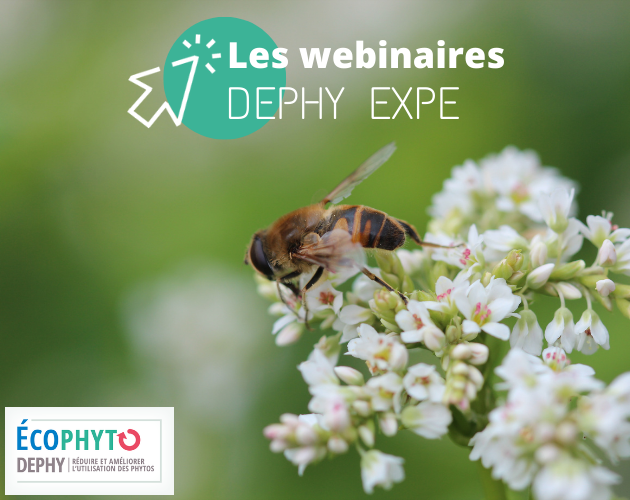 Les webinaires
DEPHY EXPE
ÉCOPHYTO
DEPHY
RÉDUIRE ET AMÉLIORER
L'UTILISATION DES PHYTOS